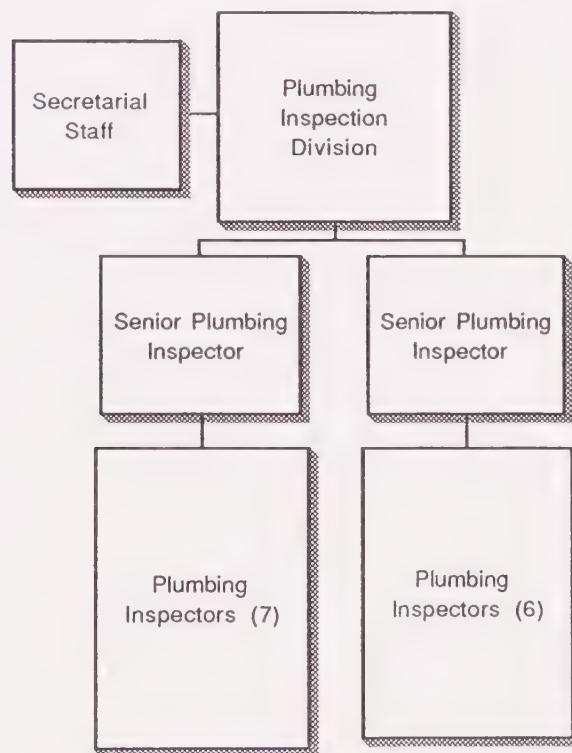 Secretarial
Staff
Plumbing
Inspection
Division
Senior Plumbing
Inspector
Senior Plumbing
Inspector
Plumbing
Inspectors (7)
Plumbing
Inspectors (6)